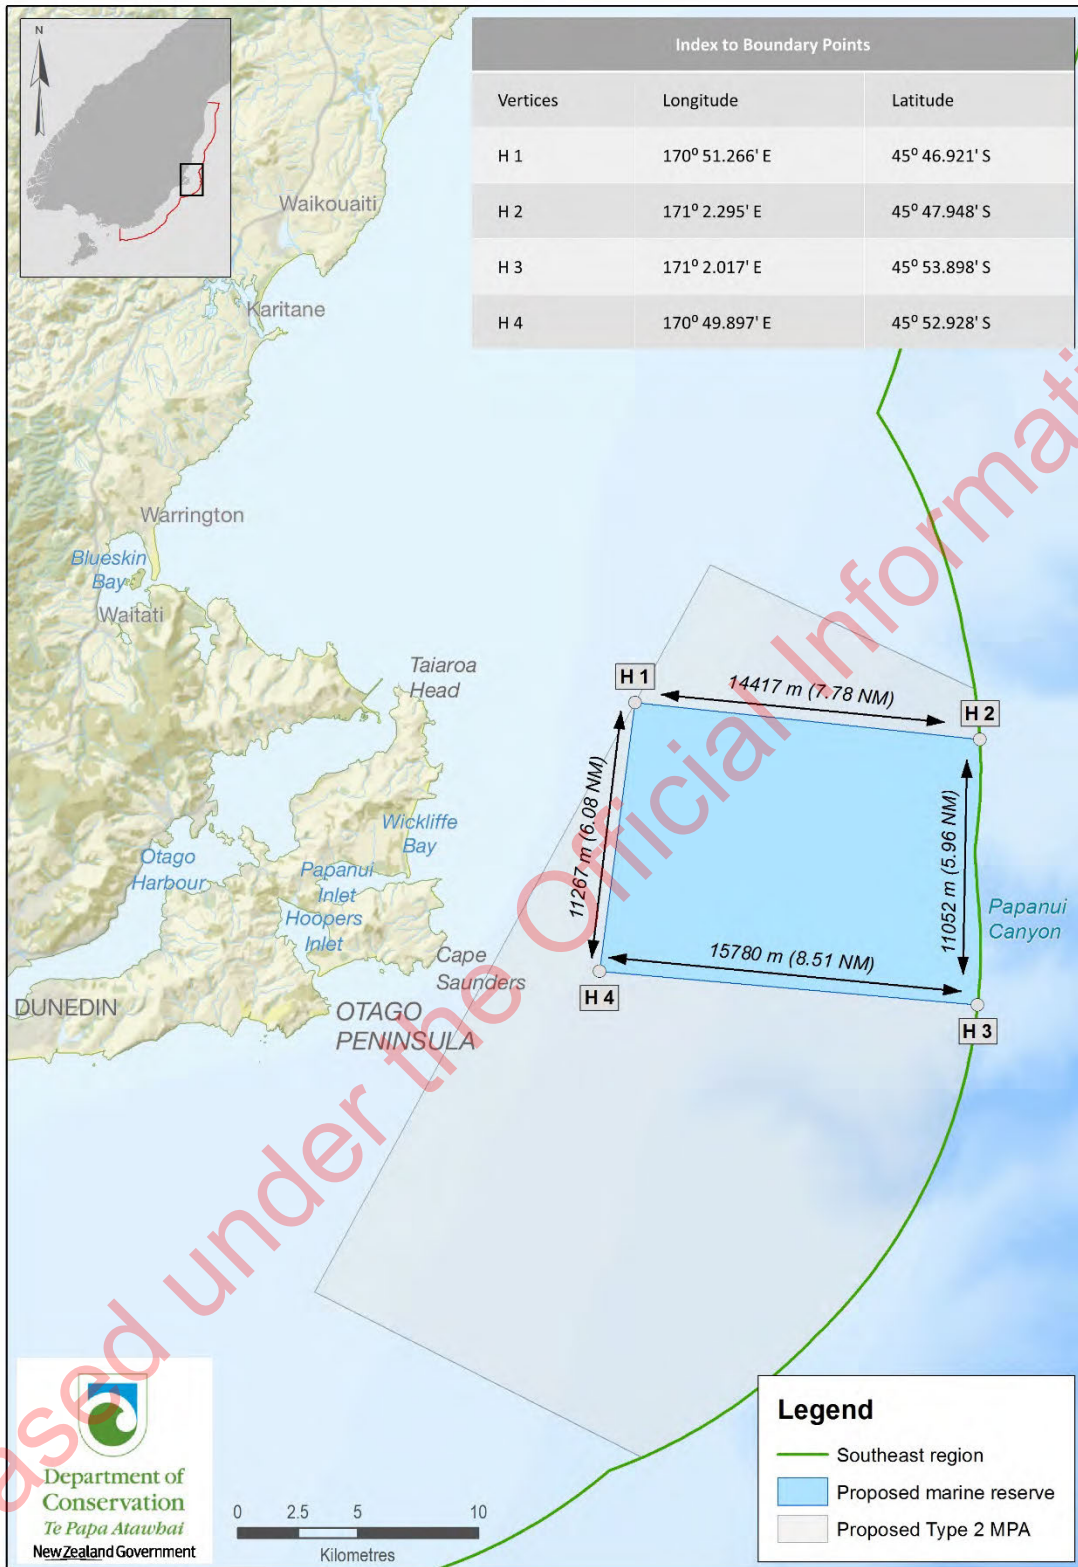 N
Index to Boundary Points
Vertices Longitude Latitude
H 1 170° 51.266' E 45° 46.921' S
H 2 171° 2.295' E 45° 47.948' S
H 3 171° 2.017' E 45° 53.898' S
H 4 170° 49.897' E 45° 52.928' S
Waikouaiti
Karitane
Warrington
Blueskin
Bay
Waitati
Taiaroa
Head
H 1
14417 m (7.78 NM)
H 2
11267 m (6.08 NM)
11052 m (5.96 NM)
Wickliffe
Bay
Otago
Harbour
Papanui
Inlet
Hoopers
Inlet
Papanui
Canyon
Cape
Saunders
15780 m (8.51 NM)
H 4
H 3
DUNEDIN
OTAGO
PENINSULA
ased under the Official Informati
Department of
Conservation
Te Papa Atawhai
New Zealand Government
0 2.5 5 10
Kilometres
Legend
Southeast region
Proposed marine reserve
Proposed Type 2 MPA